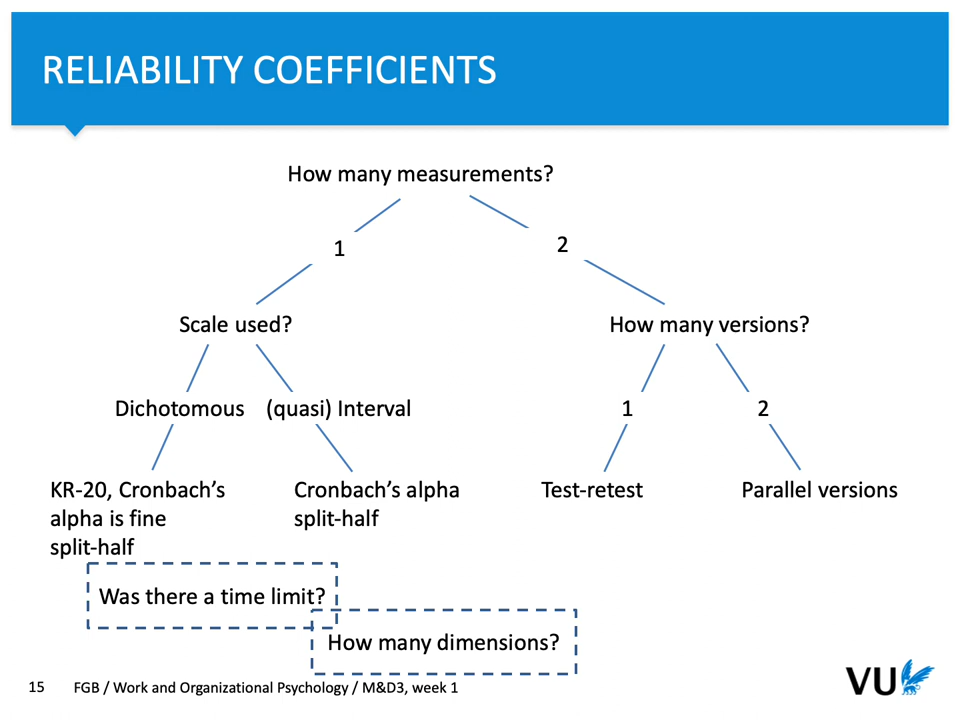 RELIABILITY COEFFICIENTS
How many measurements?
1
2
Scale used?
How many versions?
Dichotomous
(quasi) Interval
1
2
KR-20, Cronbach’s
alpha is fine
split-half
Cronbach’s alpha
split-half
Test-retest
Parallel versions
Was there a time limit?
How many dimensions?
15
FGB / Work and Organizational Psychology / M&D3, week 1
VU